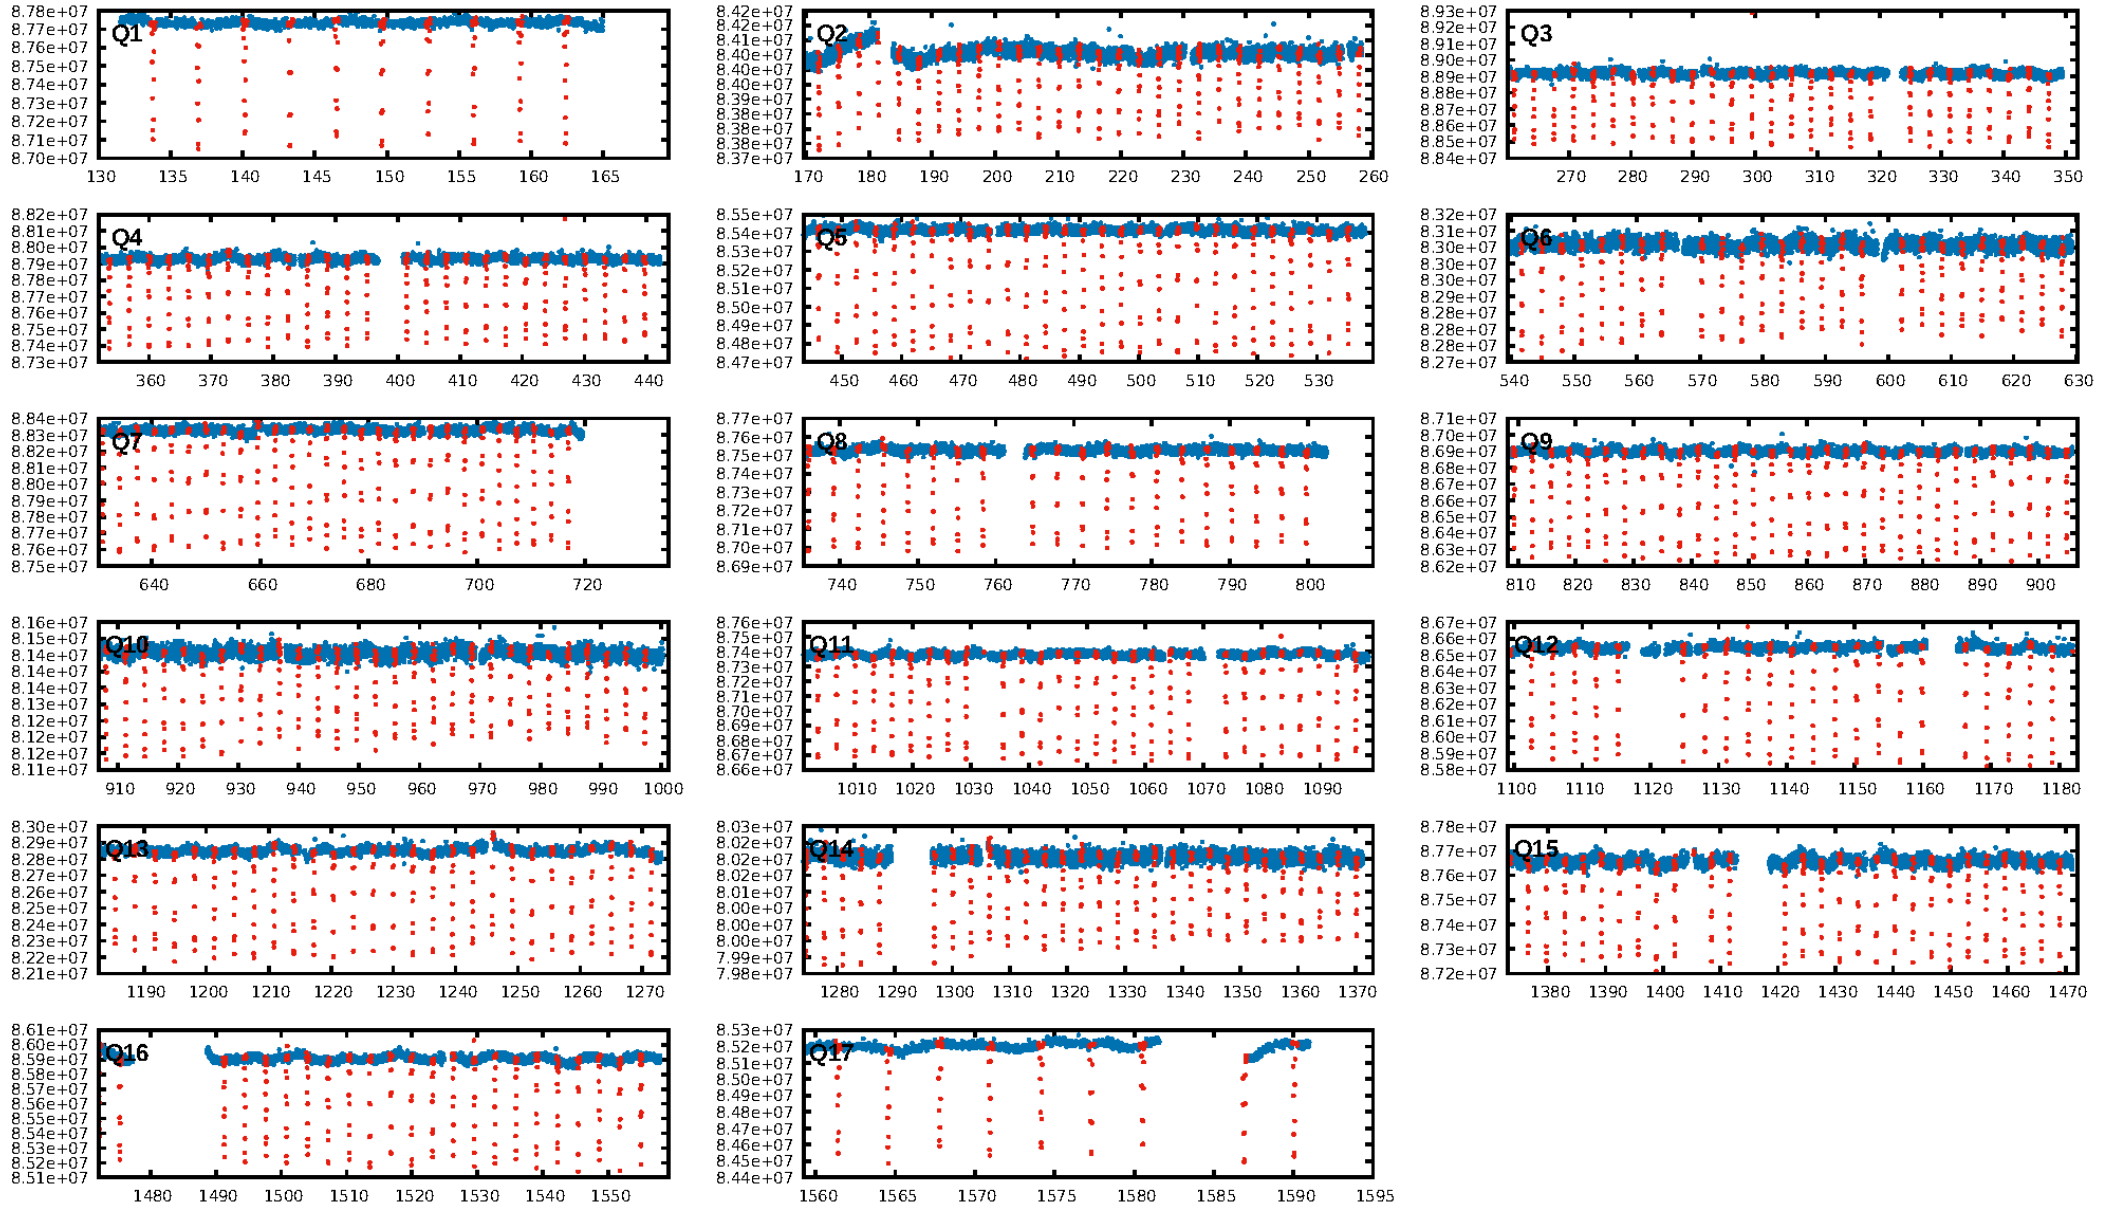 8.78e+07
8.77e+07
8.76e+07
8.75e+07
8.74e+07
8.73e+07
8.72e+07
8.71e+07
8.70e+07
Q1
130 135 140 145 150 155 160 165
8.42e+07
8.42e+07
8.41e+07
8.41e+07
8.40e+07
8.40e+07
8.39e+07
8.39e+07
8.38e+07
8.38e+07
8.37e+07
Q2
170 180 190 200 210 220 230 240 250 260
8.93e+07
8.92e+07
8.91e+07
8.90e+07
8.89e+07
8.88e+07
8.87e+07
8.86e+07
8.85e+07
8.84e+07
Q3
270 280 290 300 310 320 330 340 350
8.82e+07
8.81e+07
8.80e+07
8.79e+07
8.78e+07
8.77e+07
8.76e+07
8.75e+07
8.74e+07
8.73e+07
Q4
360 370 380 390 400 410 420 430 440
8.55e+07
8.54e+07
8.53e+07
8.52e+07
8.51e+07
8.50e+07
8.49e+07
8.48e+07
8.47e+07
Q5
450 460 470 480 490 500 510 520 530
8.32e+07
8.31e+07
8.31e+07
8.30e+07
8.30e+07
8.29e+07
8.29e+07
8.28e+07
8.28e+07
8.27e+07
Q6
540 550 560 570 580 590 600 610 620 630
8.84e+07
8.83e+07
8.82e+07
8.81e+07
8.80e+07
8.79e+07
8.78e+07
8.77e+07
8.76e+07
8.75e+07
Q7
640 660 680 700 720
8.77e+07
8.76e+07
8.75e+07
8.74e+07
8.73e+07
8.72e+07
8.71e+07
8.70e+07
8.69e+07
Q8
740 750 760 770 780 790 800
8.71e+07
8.70e+07
8.69e+07
8.68e+07
8.67e+07
8.66e+07
8.65e+07
8.64e+07
8.63e+07
8.62e+07
Q9
810 820 830 840 850 860 870 880 890 900
8.16e+07
8.15e+07
8.15e+07
8.14e+07
8.14e+07
8.13e+07
8.13e+07
8.12e+07
8.12e+07
8.11e+07
Q10
910 920 930 940 950 960 970 980 990 1000
8.76e+07
8.75e+07
8.74e+07
8.73e+07
8.72e+07
8.71e+07
8.70e+07
8.69e+07
8.68e+07
8.67e+07
8.66e+07
Q11
1010 1020 1030 1040 1050 1060 1070 1080 1090
8.67e+07
8.66e+07
8.65e+07
8.64e+07
8.63e+07
8.62e+07
8.61e+07
8.60e+07
8.59e+07
8.58e+07
Q12
1100 1110 1120 1130 1140 1150 1160 1170 1180
8.30e+07
8.29e+07
8.28e+07
8.27e+07
8.26e+07
8.25e+07
8.24e+07
8.23e+07
8.22e+07
8.21e+07
Q13
1190 1200 1210 1220 1230 1240 1250 1260 1270
8.03e+07
8.02e+07
8.02e+07
8.01e+07
8.01e+07
8.00e+07
8.00e+07
7.99e+07
7.99e+07
7.98e+07
Q14
1280 1290 1300 1310 1320 1330 1340 1350 1360 1370
8.78e+07
8.77e+07
8.76e+07
8.75e+07
8.74e+07
8.73e+07
8.72e+07
Q15
1380 1390 1400 1410 1420 1430 1440 1450 1460 1470
8.61e+07
8.60e+07
8.59e+07
8.58e+07
8.57e+07
8.56e+07
8.55e+07
8.54e+07
8.53e+07
8.52e+07
8.51e+07
Q16
1480 1490 1500 1510 1520 1530 1540 1550
8.53e+07
8.52e+07
8.51e+07
8.50e+07
8.49e+07
8.48e+07
8.47e+07
8.46e+07
8.45e+07
8.44e+07
Q17
1560 1565 1570 1575 1580 1585 1590 1595